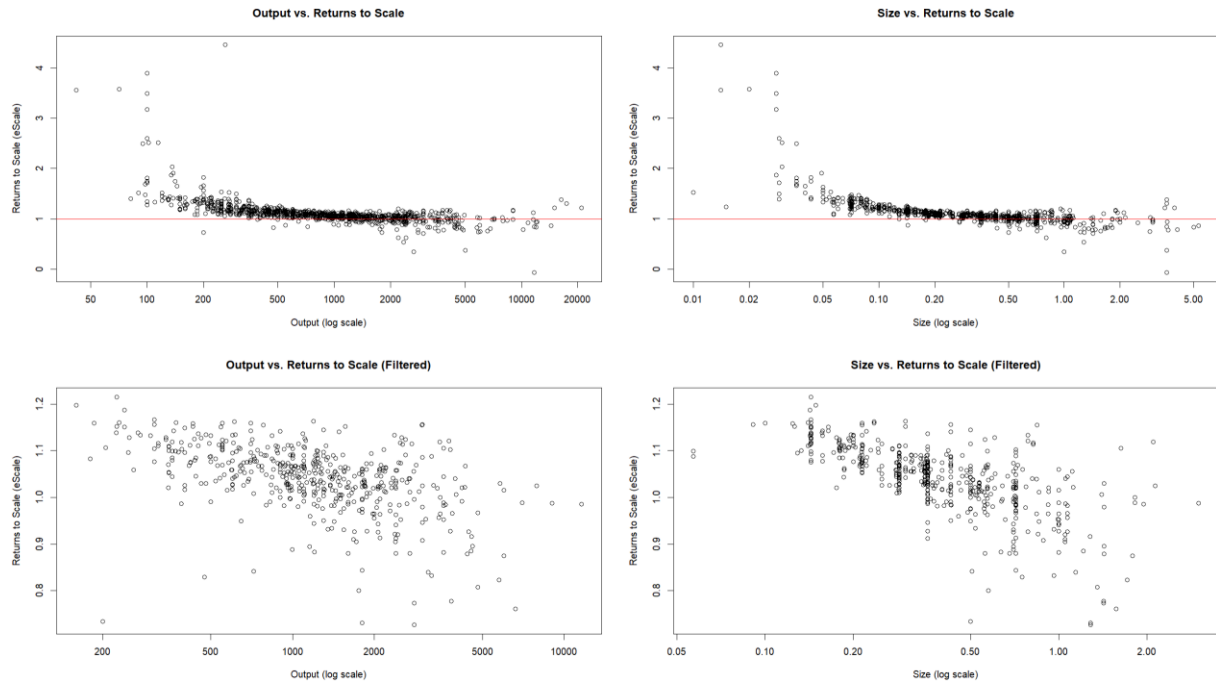 Output vs. Returns to Scale
Returns to Scale (eScale)
4
3
2
1
0
50 100 200 500 1000 2000 5000 10000 20000
Output (log scale)
Size vs. Returns to Scale
Returns to Scale (eScale)
4
3
2
1
0
0.01 0.02 0.05 0.10 0.20 0.50 1.00 2.00 5.00
Size (log scale)
Output vs. Returns to Scale (Filtered)
Returns to Scale (eScale)
1.2
1.1
1.0
0.9
0.8
200 500 1000 2000 5000 10000
Output (log scale)
Size vs. Returns to Scale (Filtered)
Returns to Scale (eScale)
1.2
1.1
1.0
0.9
0.8
0.05 0.10 0.20 0.50 1.00 2.00
Size (log scale)